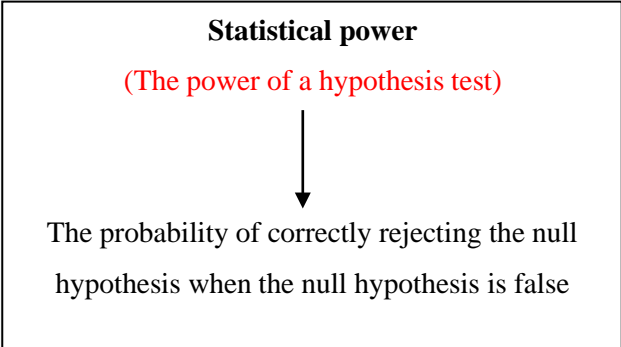 Statistical power
(The power of a hypothesis test)
The probability of correctly rejecting the null
hypothesis when the null hypothesis is false